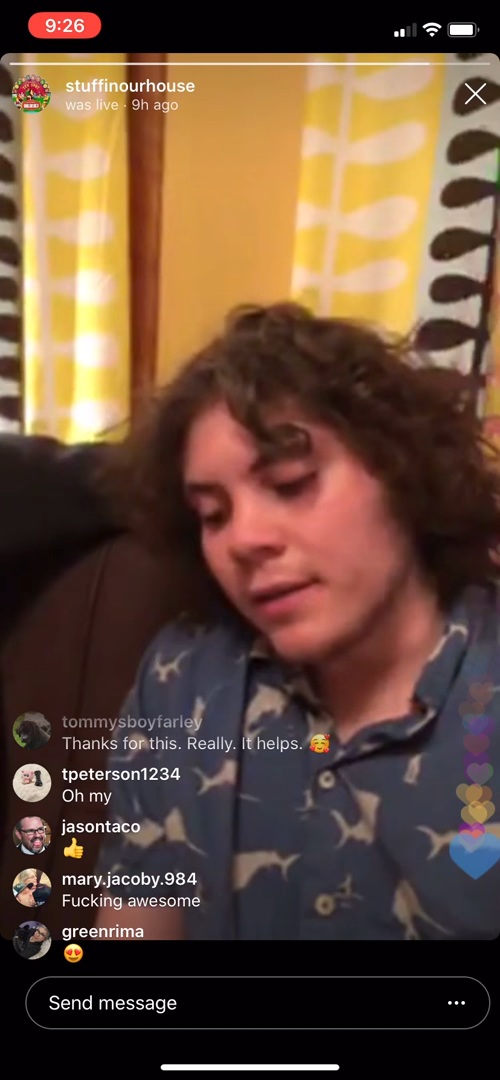 9:26
stuffinourhouse
was live · 9h ago
tommysboyfarley
Thanks for this. Really. It helps. 🥰
tpeterson1234
Oh my
jasontaco
👍
mary.jacoby.984
Fucking awesome
greenrima
😍
Send message